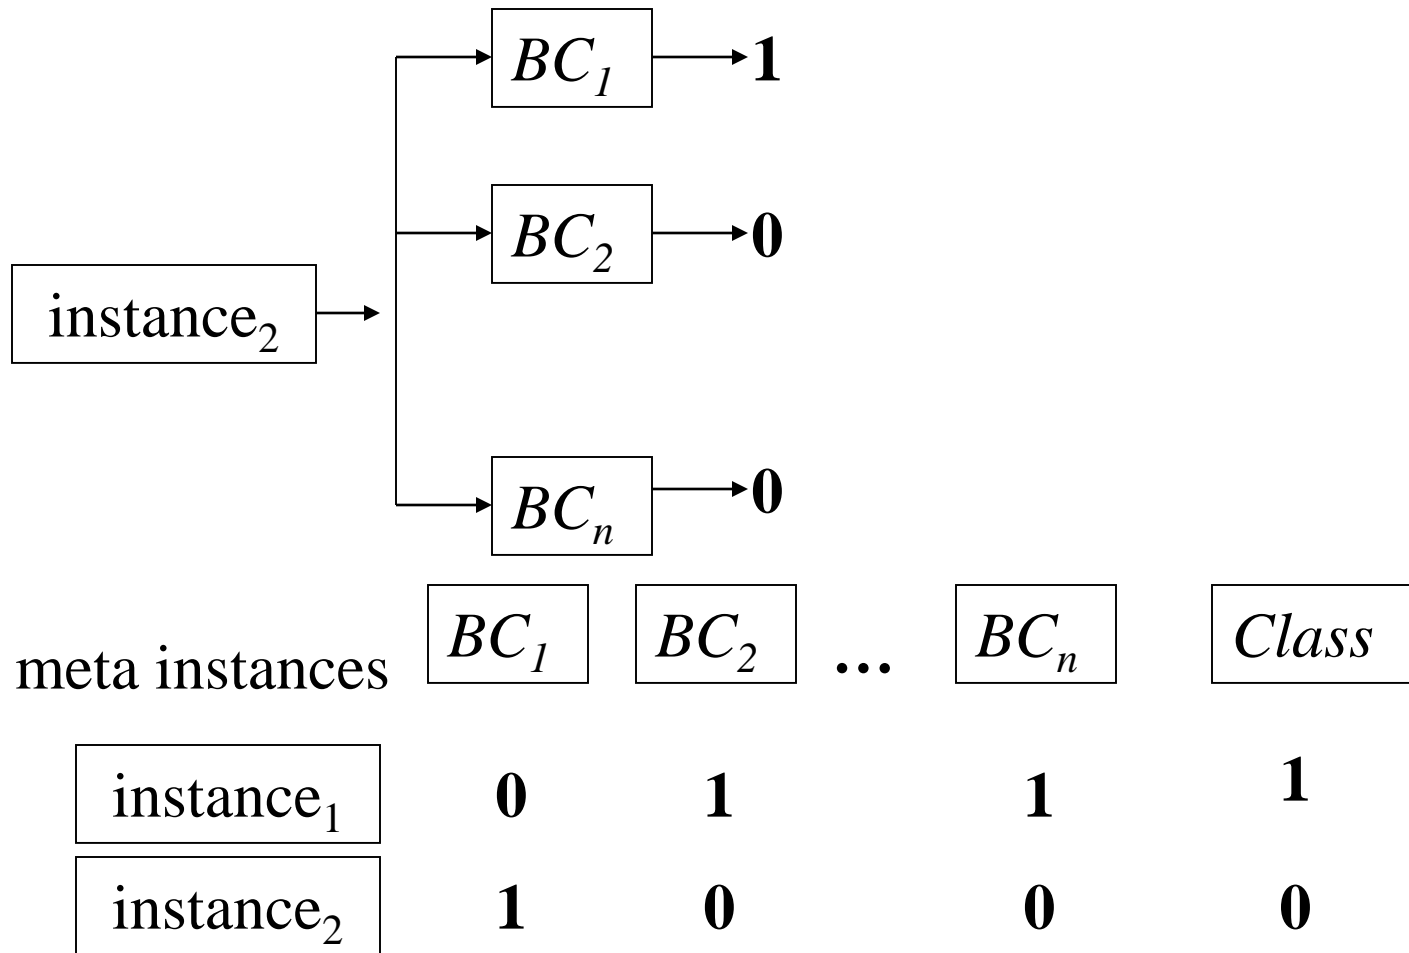 BC₁ 1
BC₂ 0
instance₂
BCₙ 0
BC₁ BC₂ ... BCₙ Class
meta instances
instance₁ 0 1 1 1
instance₂ 1 0 0 0